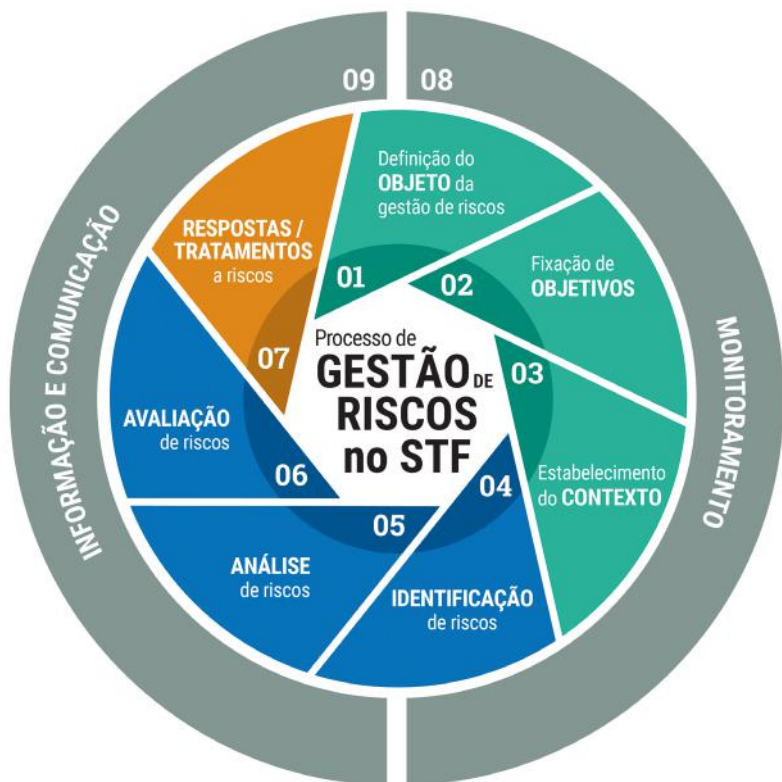 Processo de
GESTÃO DE
RISCOS
no STF
01
Definição do
OBJETO da
gestão de riscos
02
Fixação de
OBJETIVOS
03
Estabelecimento
do CONTEXTO
04
IDENTIFICAÇÃO
de riscos
05
ANÁLISE
de riscos
06
AVALIAÇÃO
de riscos
07
RESPOSTAS /
TRATAMENTOS
a riscos
08
MONITORAMENTO
09
INFORMAÇÃO E COMUNICAÇÃO